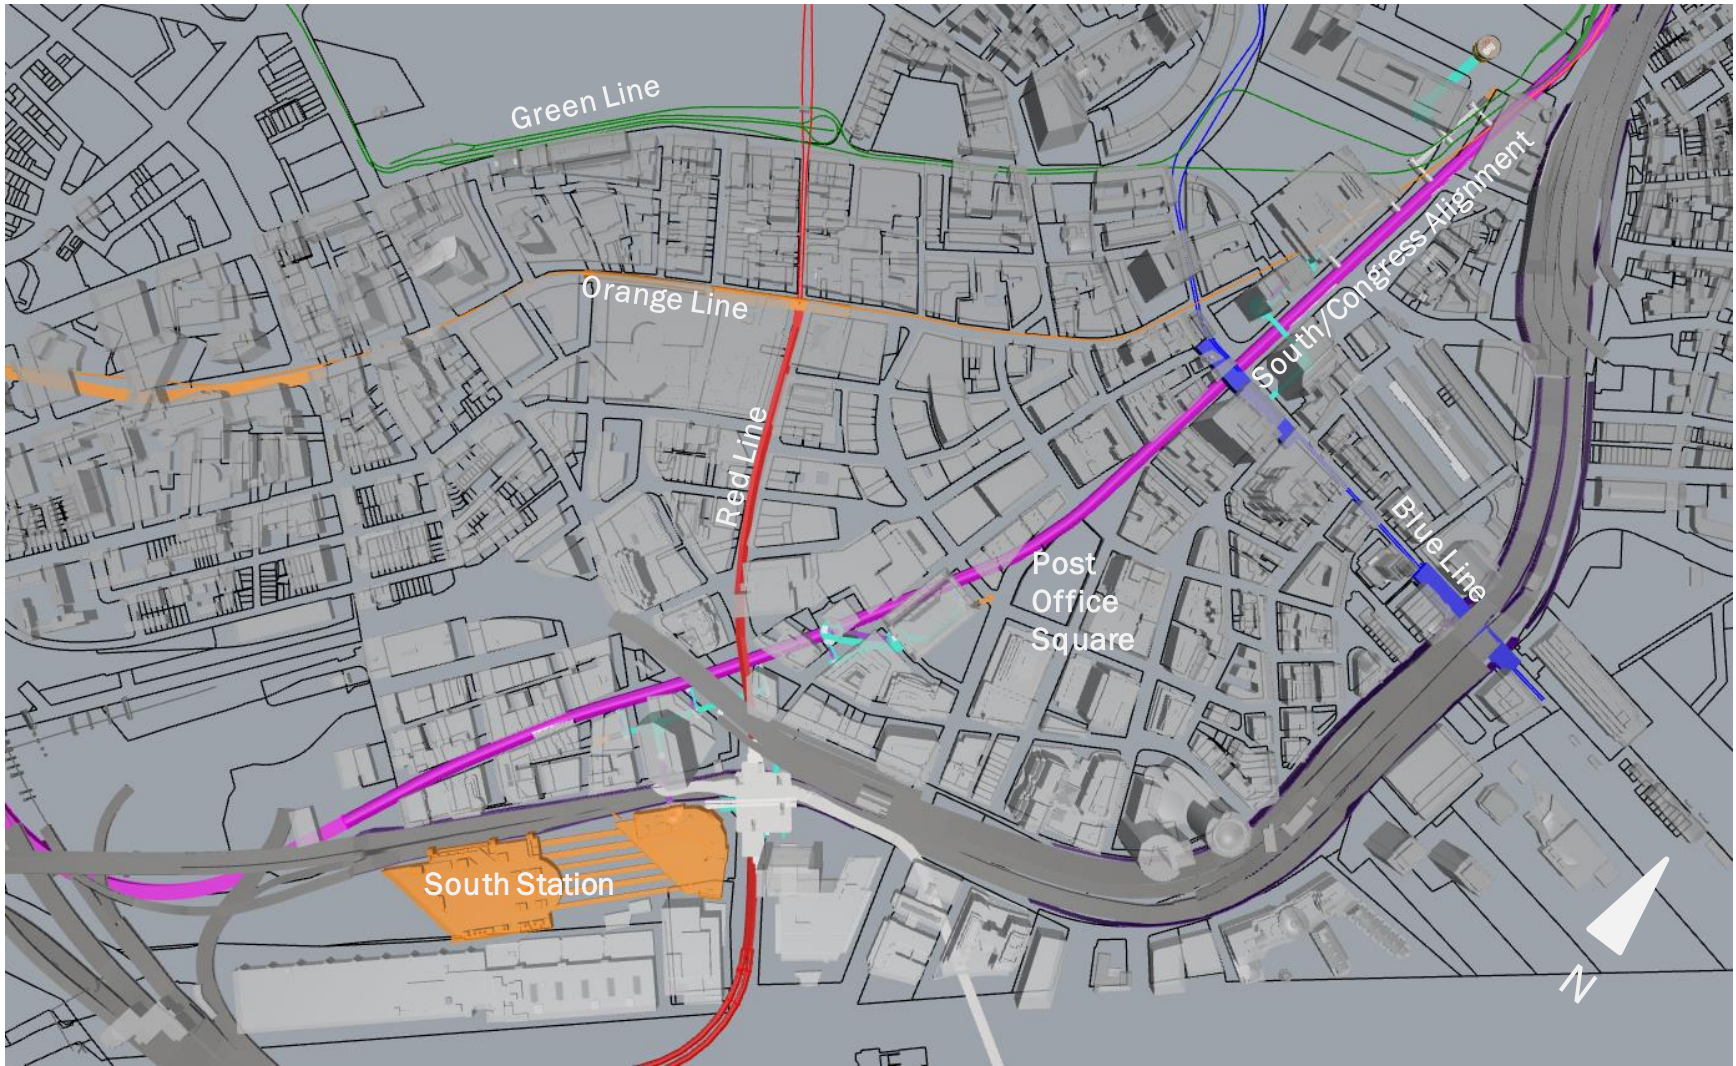 Green Line
South/Congress Alignment
Orange Line
Red Line
Blue Line
Post
Office
Square
South Station
N